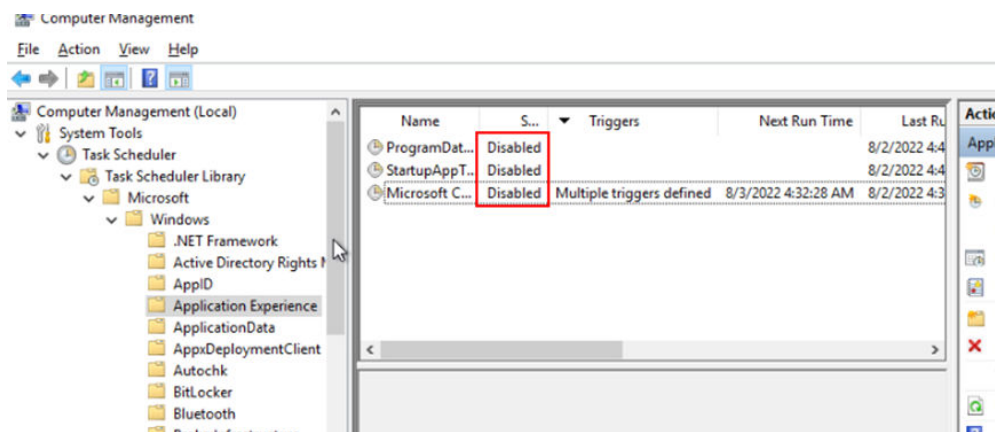 Computer Management
File Action View Help
Computer Management (Local)
System Tools
Task Scheduler
Task Scheduler Library
Microsoft
Windows
.NET Framework
Active Directory Rights M
AppID
Application Experience
ApplicationData
AppxDeploymentClient
Autochk
BitLocker
Bluetooth
Name S... Triggers Next Run Time Last Ru
ProgramDat... Disabled 8/2/2022 4:4
StartupAppT... Disabled 8/2/2022 4:4
Microsoft C... Disabled Multiple triggers defined 8/3/2022 4:32:28 AM 8/2/2022 4:3
Actio
App